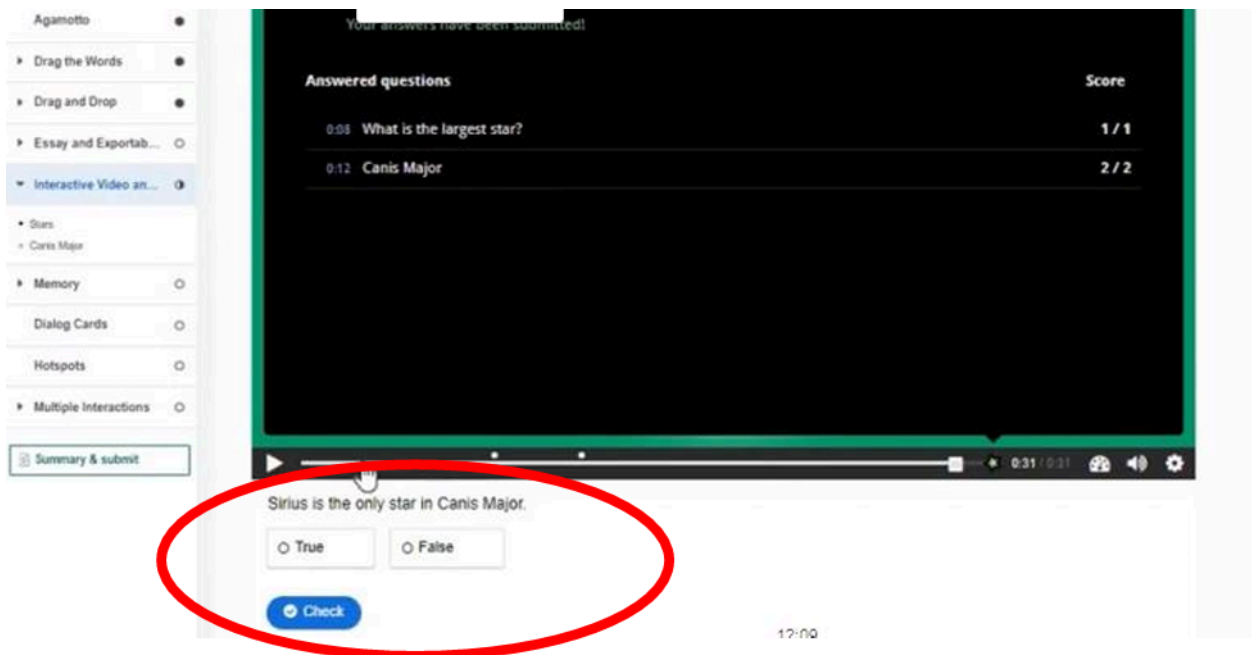 Agamotto
Drag the Words
Drag and Drop
Essay and Exportab...
Interactive Video an...
Stars
Canis Major
Memory
Dialog Cards
Hotspots
Multiple Interactions
Summary & submit
Your answers have been submitted!
Answered questions Score
0:08 What is the largest star? 1 / 1
0:12 Canis Major 2 / 2
0:31 / 0:31
Sirius is the only star in Canis Major.
True False
Check
12:09